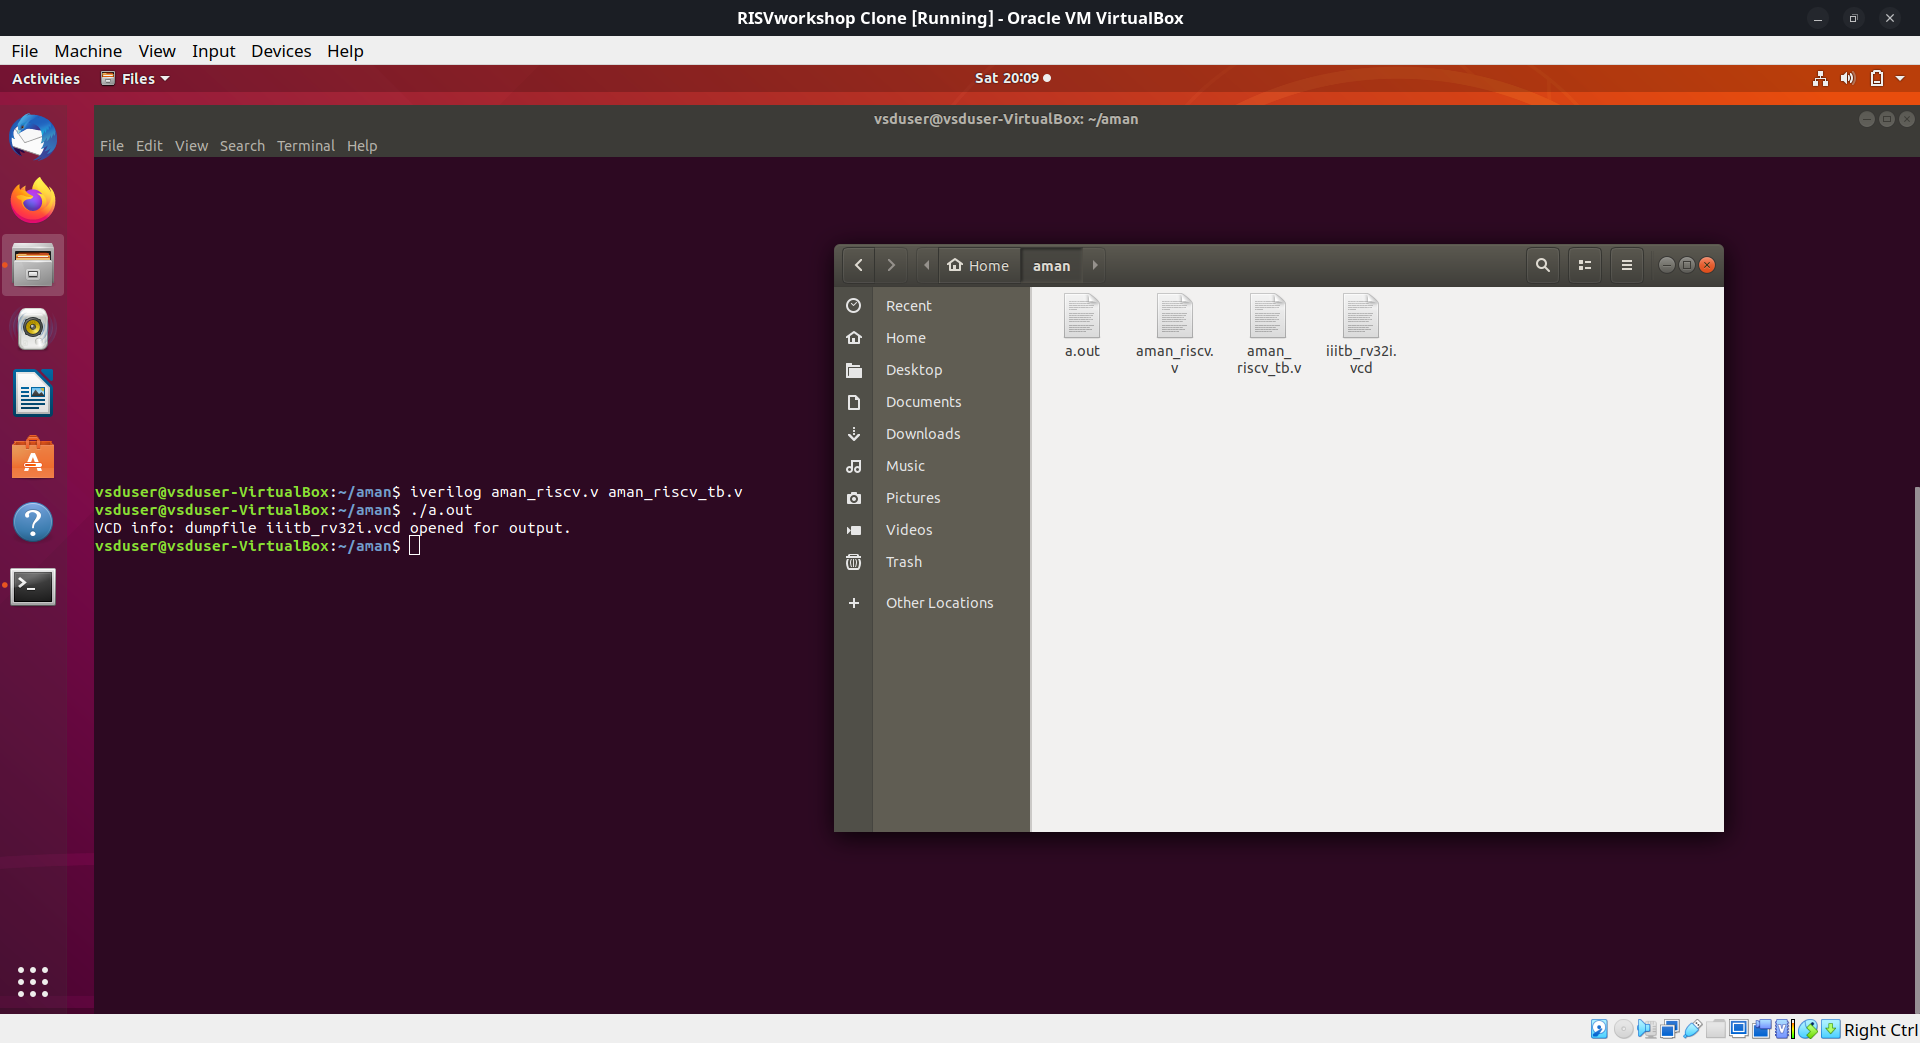 RISVworkshop Clone [Running] - Oracle VM VirtualBox
File Machine View Input Devices Help
Activities Files Sat 20:09
vsduser@vsduser-VirtualBox: ~/aman
File Edit View Search Terminal Help
vsduser@vsduser-VirtualBox:~/aman$ iverilog aman_riscv.v aman_riscv_tb.v
vsduser@vsduser-VirtualBox:~/aman$ ./a.out
VCD info: dumpfile iiitb_rv32i.vcd opened for output.
vsduser@vsduser-VirtualBox:~/aman$
Home aman
Recent
Home
Desktop
Documents
Downloads
Music
Pictures
Videos
Trash
Other Locations
a.out
aman_riscv.
v
aman_
riscv_tb.v
iiitb_rv32i.
vcd
Right Ctrl